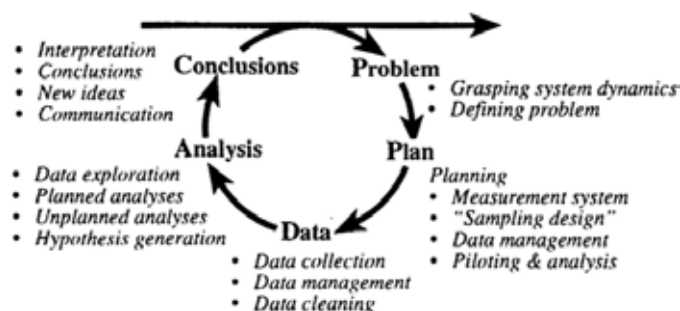 • Interpretation
• Conclusions
• New ideas
• Communication
Conclusions
Problem
• Grasping system dynamics
• Defining problem
Analysis
Plan
• Data exploration
• Planned analyses
• Unplanned analyses
• Hypothesis generation
Planning
• Measurement system
• "Sampling design"
• Data management
• Piloting & analysis
Data
• Data collection
• Data management
• Data cleaning